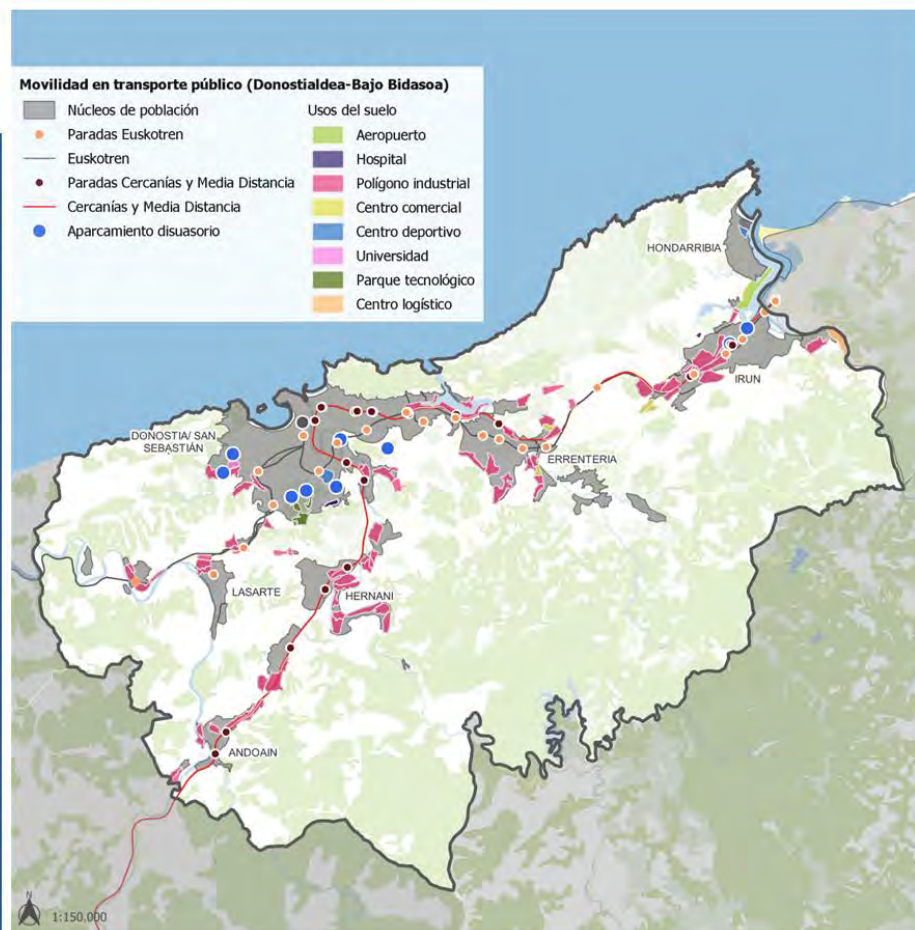 Movilidad en transporte público (Donostialdea-Bajo Bidasoa)
Núcleos de población
Paradas Euskotren
Euskotren
Paradas Cercanías y Media Distancia
Cercanías y Media Distancia
Aparcamiento disuasorio
Usos del suelo
Aeropuerto
Hospital
Polígono industrial
Centro comercial
Centro deportivo
Universidad
Parque tecnológico
Centro logístico
HONDARRIBIA
IRUN
DONOSTIA/ SAN
SEBASTIÁN
ERRENTERIA
LASARTE
HERNANI
ANDOAIN
N
1:150.000